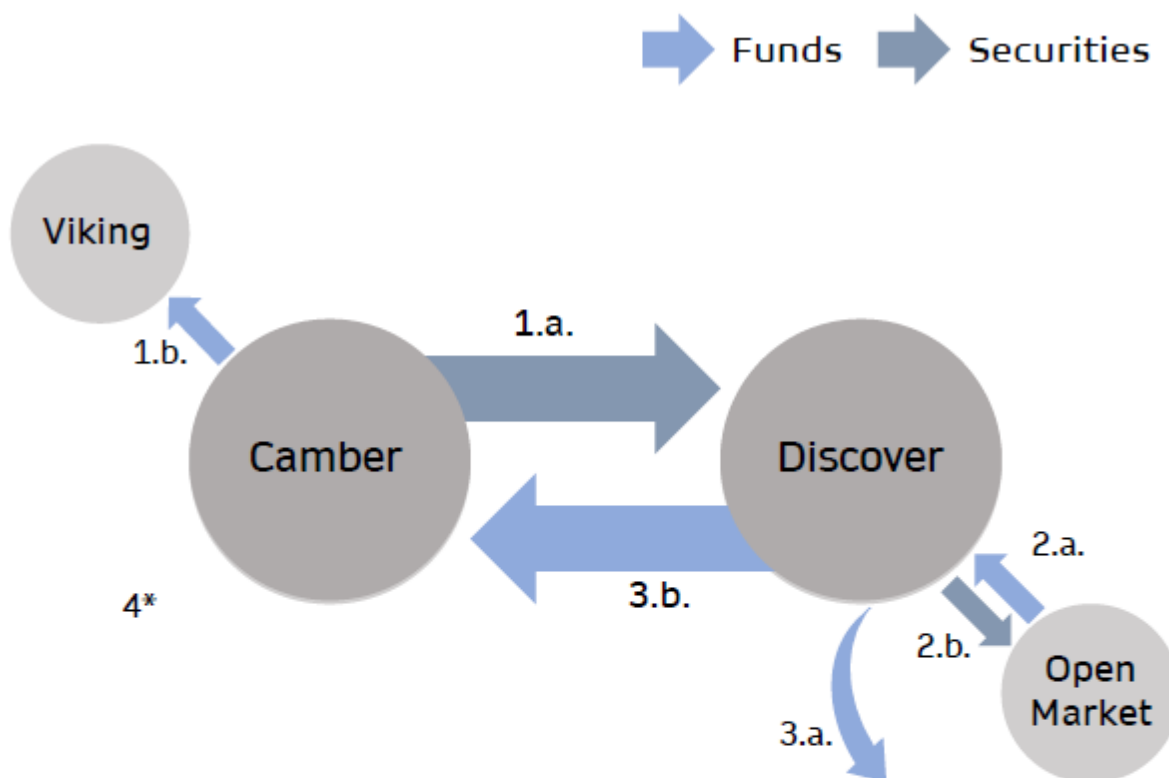 Funds
Securities
Viking
1.b.
1.a.
Camber
Discover
3.b.
2.a.
4*
2.b.
Open
Market
3.a.